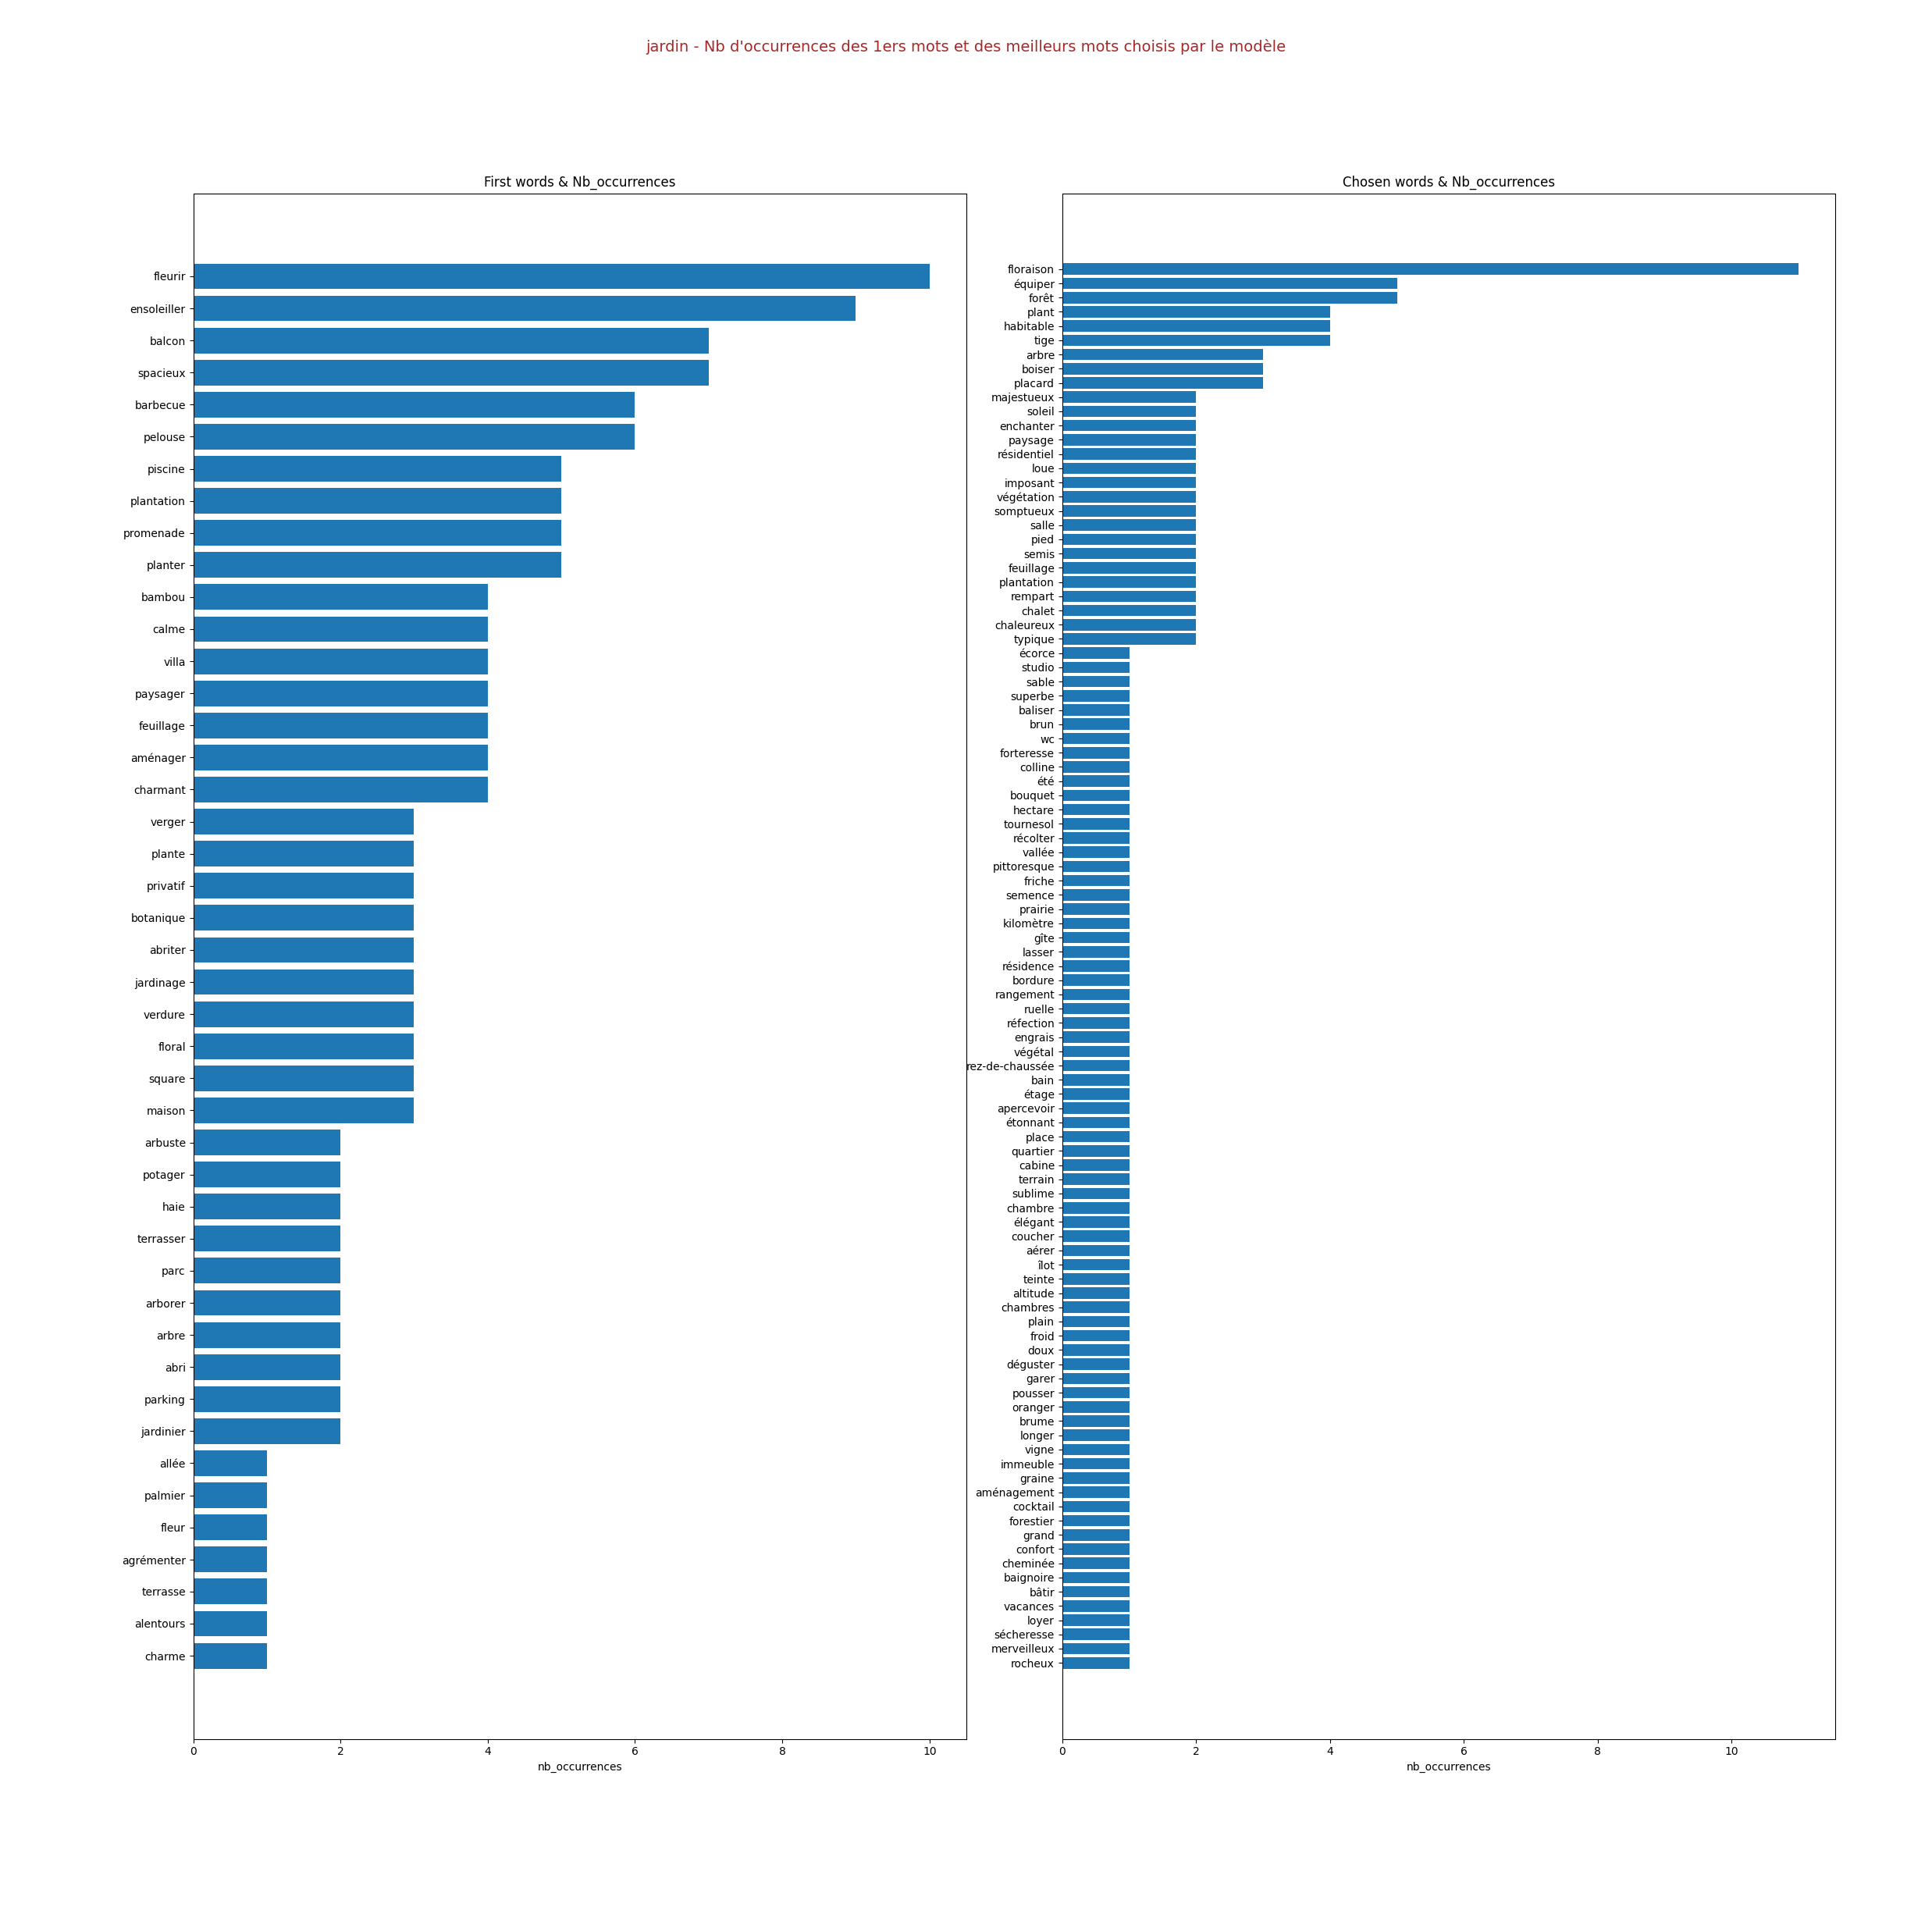 jardin - Nb d'occurrences des 1ers mots et des meilleurs mots choisis par le modèle
First words & Nb_occurrences
fleurir
ensoleiller
balcon
spacieux
barbecue
pelouse
piscine
plantation
promenade
planter
bambou
calme
villa
paysager
feuillage
aménager
charmant
verger
plante
privatif
botanique
abriter
jardinage
verdure
floral
square
maison
arbuste
potager
haie
terrasser
parc
arborer
arbre
abri
parking
jardinier
allée
palmier
fleur
agrémenter
terrasse
alentours
charme
0 2 4 6 8 10
nb_occurrences
Chosen words & Nb_occurrences
floraison
équiper
forêt
plant
habitable
tige
arbre
boiser
placard
majestueux
soleil
enchanter
paysage
résidentiel
loue
imposant
végétation
somptueux
salle
pied
semis
feuillage
plantation
rempart
chalet
chaleureux
typique
écorce
studio
sable
superbe
baliser
brun
wc
forteresse
colline
été
bouquet
hectare
tournesol
récolter
vallée
pittoresque
friche
semence
prairie
kilomètre
gîte
lasser
résidence
bordure
rangement
ruelle
réfection
engrais
végétal
rez-de-chaussée
bain
étage
apercevoir
étonnant
place
quartier
cabine
terrain
sublime
chambre
élégant
coucher
aérer
îlot
teinte
altitude
chambres
plain
froid
doux
déguster
garer
pousser
oranger
brume
longer
vigne
immeuble
graine
aménagement
cocktail
forestier
grand
confort
cheminée
baignoire
bâtir
vacances
loyer
sécheresse
merveilleux
rocheux
0 2 4 6 8 10
nb_occurrences